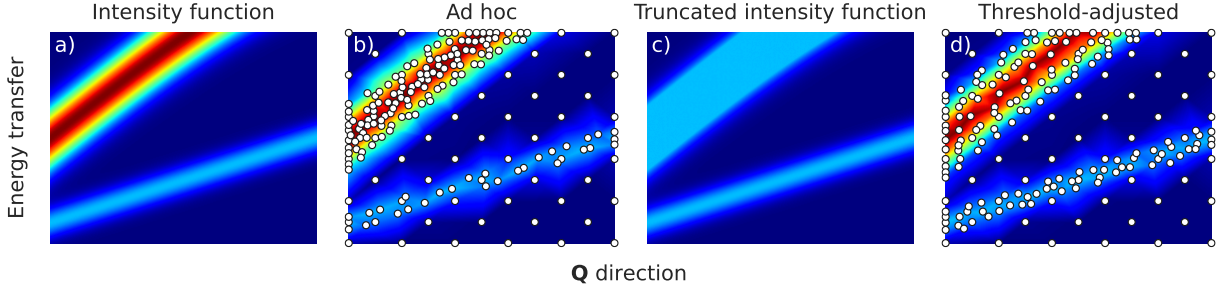 Intensity function
Ad hoc
Truncated intensity function
Threshold-adjusted
a)
b)
c)
d)
Energy transfer
Q direction